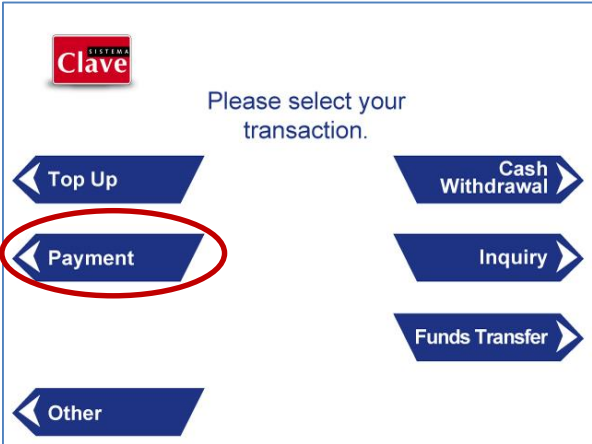 SISTEMA
Clave
Please select your
transaction.
Top Up
Cash
Withdrawal
Payment
Inquiry
Funds Transfer
Other